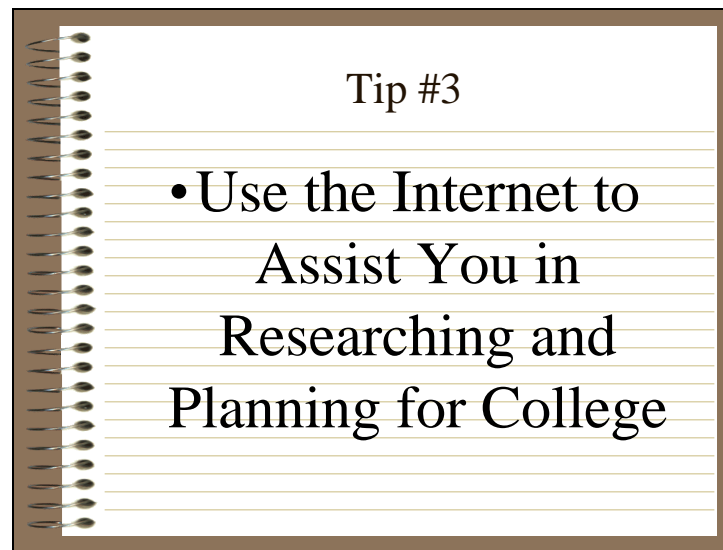 Tip #3
•Use the Internet to
Assist You in
Researching and
Planning for College